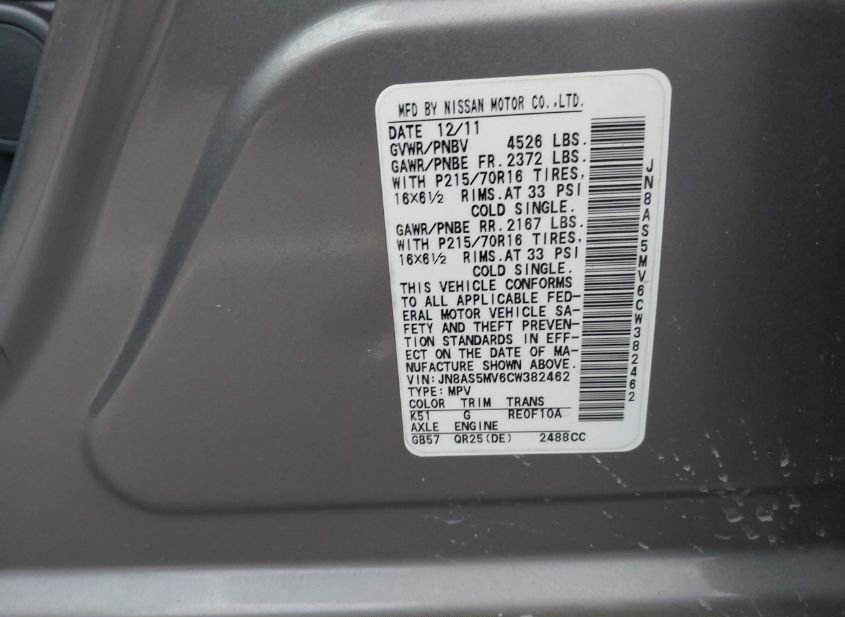 MFD BY NISSAN MOTOR CO.,LTD.
DATE 12/11
GVWR/PNBV 4526 LBS.
GAWR/PNBE FR. 2372 LBS.
WITH P215/70R16 TIRES,
16X6½ RIMS.AT 33 PSI
COLD SINGLE.
GAWR/PNBE RR. 2167 LBS.
WITH P215/70R16 TIRES,
16X6½ RIMS.AT 33 PSI
COLD SINGLE.
THIS VEHICLE CONFORMS
TO ALL APPLICABLE FED-
ERAL MOTOR VEHICLE SA-
FETY AND THEFT PREVEN-
TION STANDARDS IN EFF-
ECT ON THE DATE OF MA-
NUFACTURE SHOWN ABOVE.
VIN:JN8AS5MV6CW382462
TYPE:MPV
COLOR TRIM TRANS
K51 G RE0F10A
AXLE ENGINE
GB57 QR25(DE) 2488CC
JN8AS5MV6CW382462